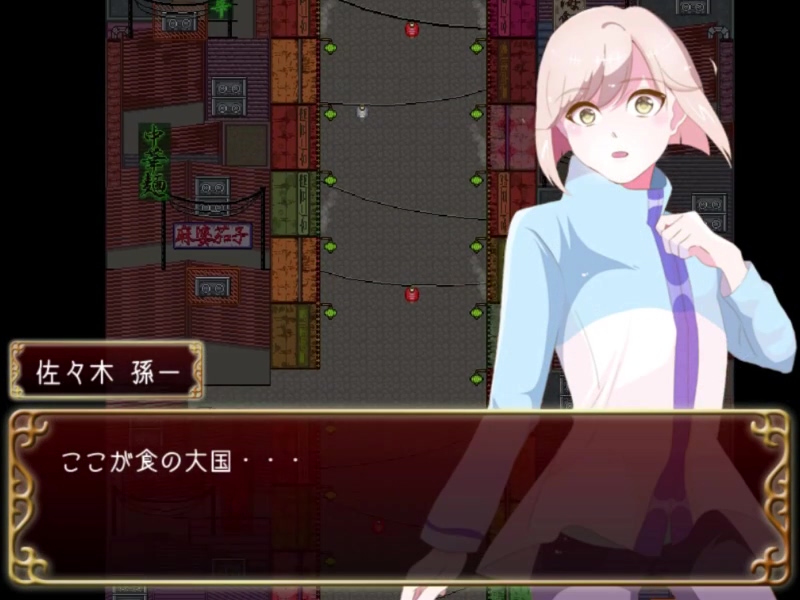 華
中華麺
麻婆茄子
佐々木 孫一
ここが食の大国・・・